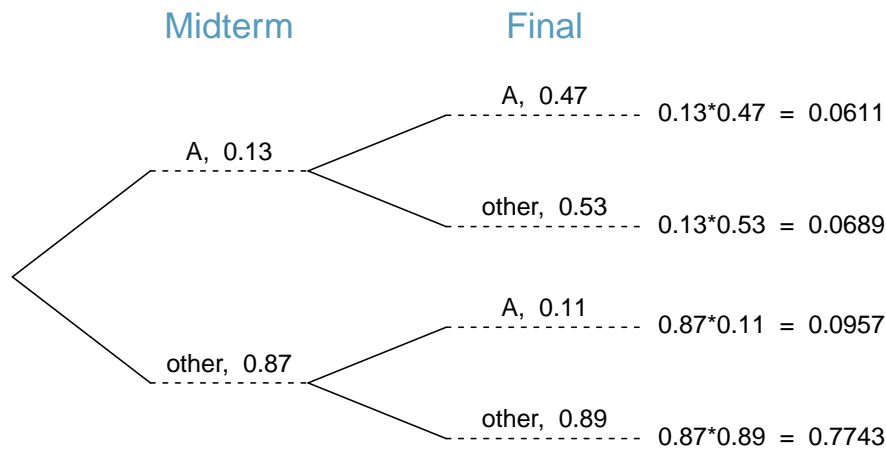 Midterm
Final
A, 0.47
0.13*0.47 = 0.0611
A, 0.13
other, 0.53
0.13*0.53 = 0.0689
A, 0.11
0.87*0.11 = 0.0957
other, 0.87
other, 0.89
0.87*0.89 = 0.7743